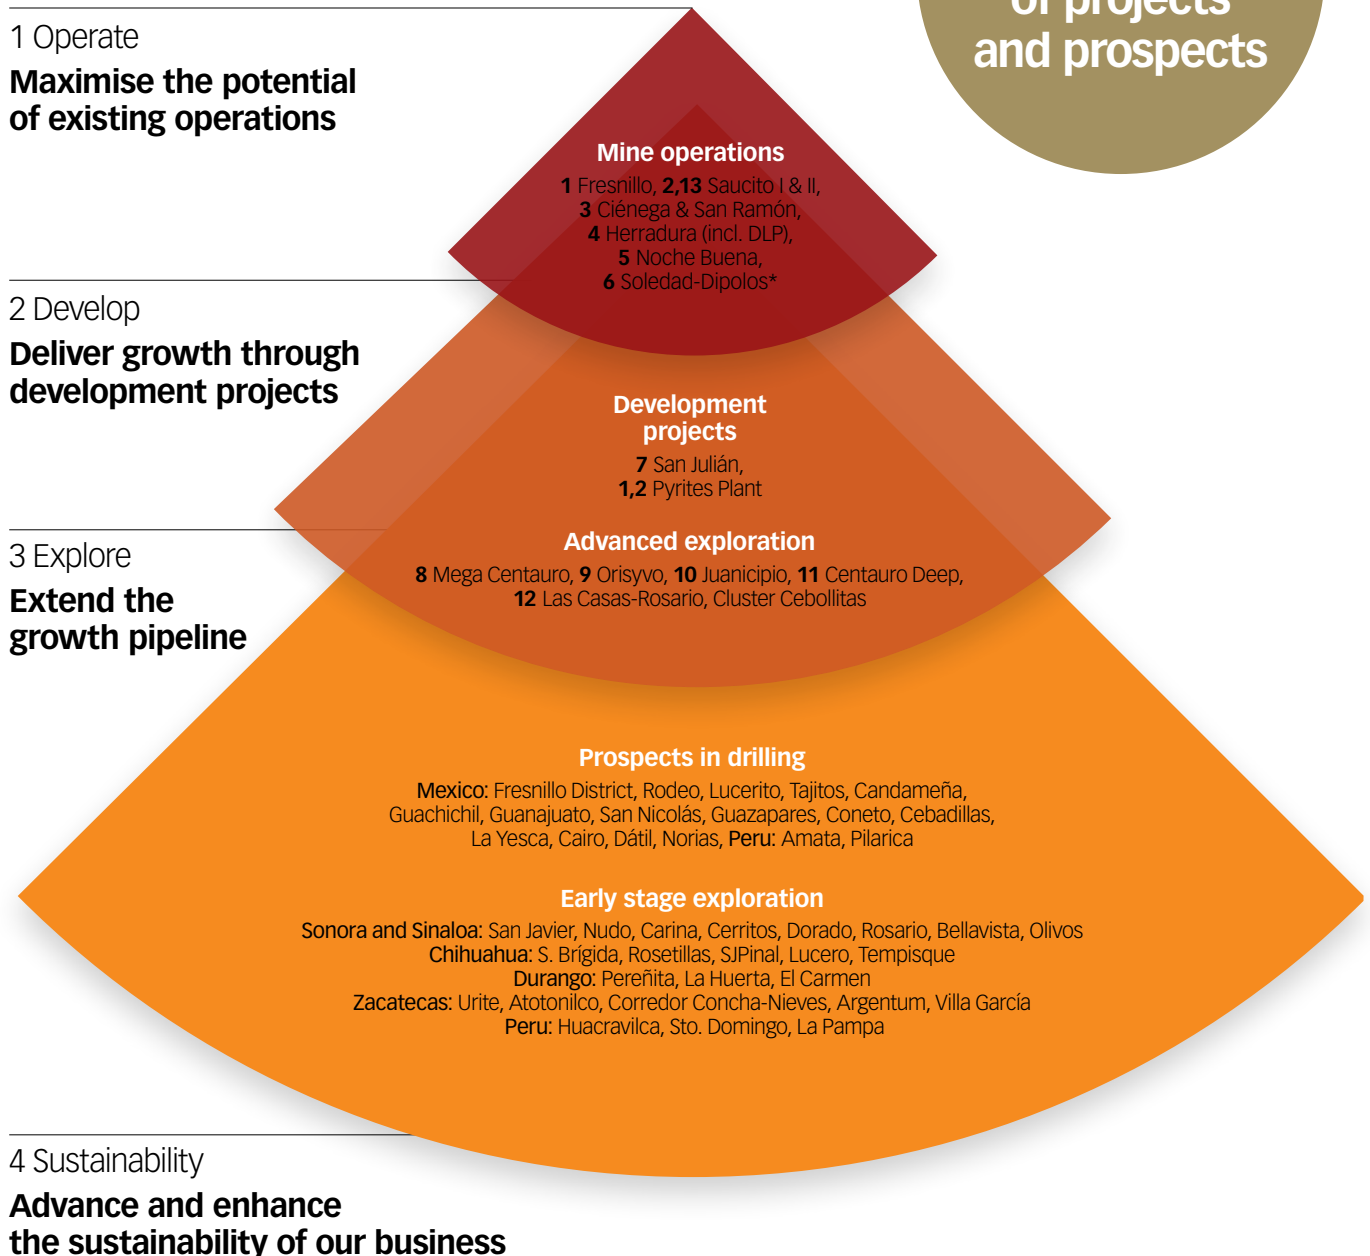 of projects
and prospects
1 Operate
Maximise the potential
of existing operations
Mine operations
1 Fresnillo, 2,13 Saucito I & II,
3 Ciénega & San Ramón,
4 Herradura (incl. DLP),
5 Noche Buena,
6 Soledad-Dipolos*
2 Develop
Deliver growth through
development projects
Development
projects
7 San Julián,
1,2 Pyrites Plant
Advanced exploration
8 Mega Centauro, 9 Orisyvo, 10 Juanicipio, 11 Centauro Deep,
12 Las Casas-Rosario, Cluster Cebollitas
3 Explore
Extend the
growth pipeline
Prospects in drilling
Mexico: Fresnillo District, Rodeo, Lucerito, Tajitos, Candameña,
Guachichil, Guanajuato, San Nicolás, Guazapares, Coneto, Cebadillas,
La Yesca, Cairo, Dátil, Norias, Peru: Amata, Pilarica
Early stage exploration
Sonora and Sinaloa: San Javier, Nudo, Carina, Cerritos, Dorado, Rosario, Bellavista, Olivos
Chihuahua: S. Brígida, Rosetillas, SJPinal, Lucero, Tempisque
Durango: Pereñita, La Huerta, El Carmen
Zacatecas: Urite, Atotonilco, Corredor Concha-Nieves, Argentum, Villa García
Peru: Huacravilca, Sto. Domingo, La Pampa
4 Sustainability
Advance and enhance
the sustainability of our business